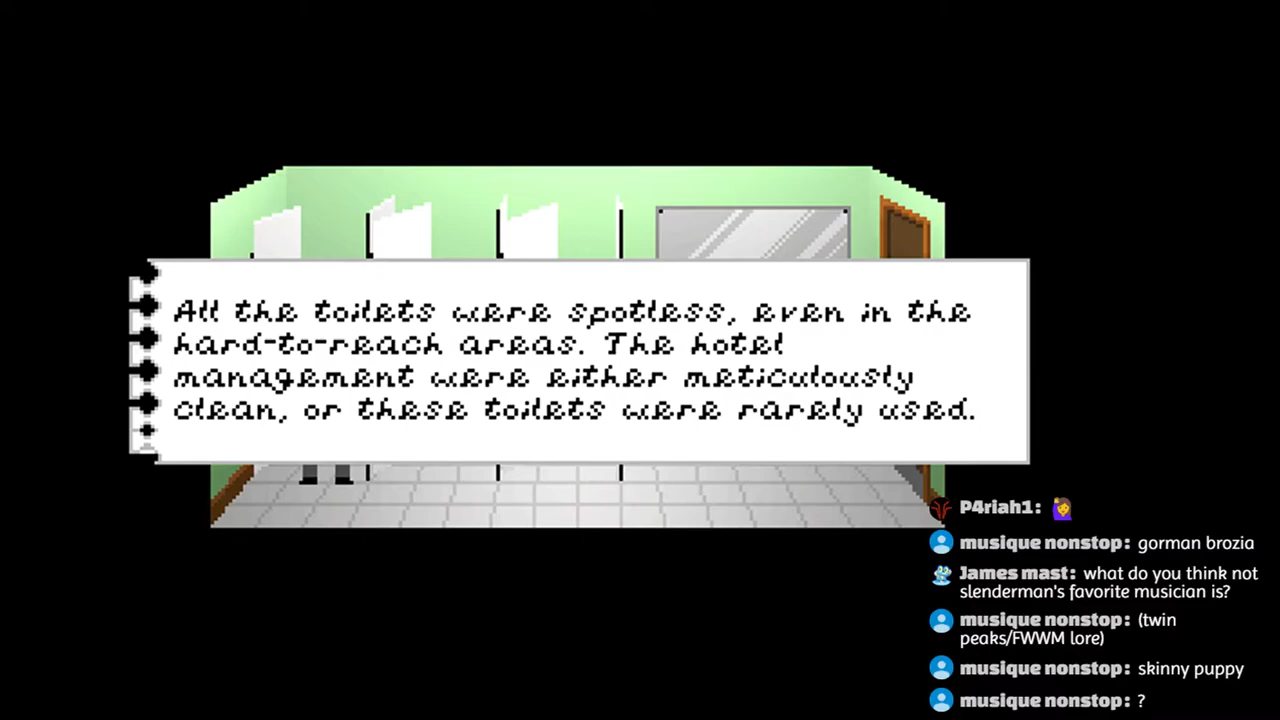 All the toilets were spotless, even in the
hard-to-reach areas. The hotel
management were either meticulously
clean, or these toilets were rarely used.
P4riah1: 🙋‍♀️
musique nonstop: gorman brozia
James mast: what do you think not
slenderman's favorite musician is?
musique nonstop: (twin
peaks/FWWM lore)
musique nonstop: skinny puppy
musique nonstop: ?